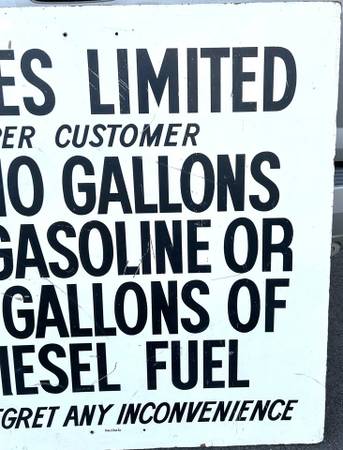 ES LIMITED
PER CUSTOMER
10 GALLONS
GASOLINE OR
GALLONS OF
IESEL FUEL
EGRET ANY INCONVENIENCE